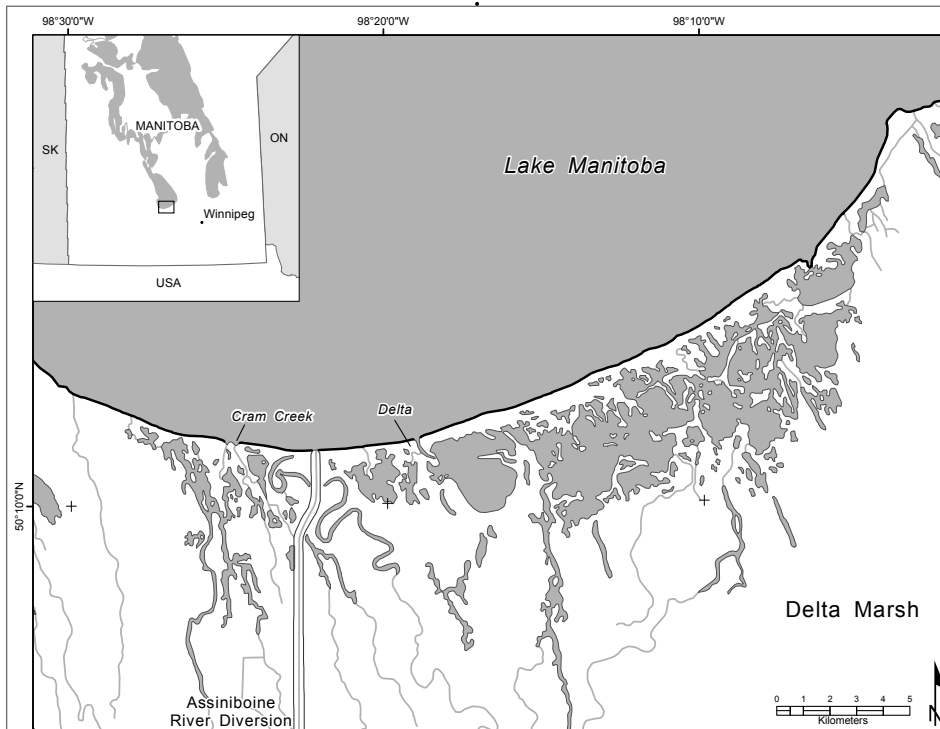 98°30'0"W
98°20'0"W
98°10'0"W
MANITOBA
SK
ON
Winnipeg
USA
Lake Manitoba
Cram Creek
Delta
50°10'0"N
Delta Marsh
Assiniboine
River Diversion
0 1 2 3 4 5
Kilometers
N